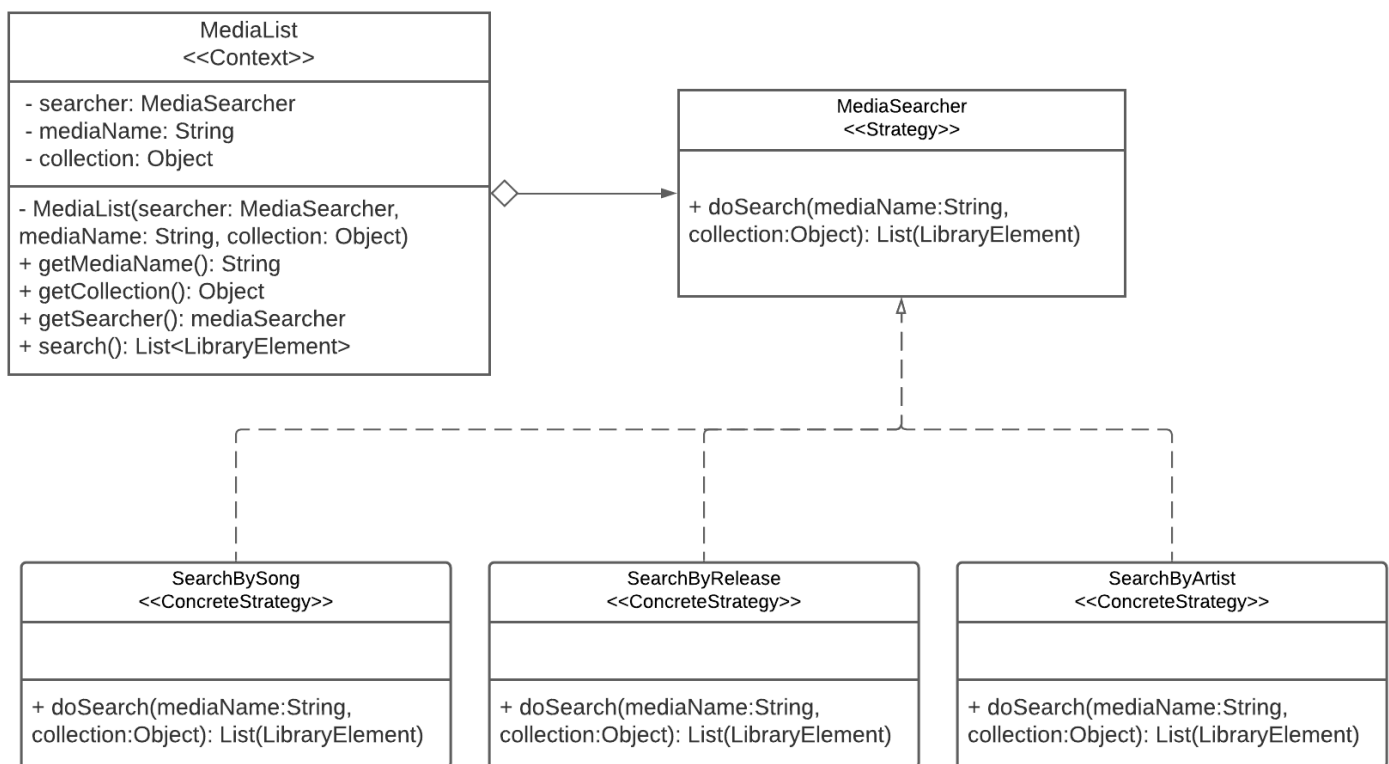 MediaList
<<Context>>
- searcher: MediaSearcher
- mediaName: String
- collection: Object
- MediaList(searcher: MediaSearcher,
mediaName: String, collection: Object)
+ getMediaName(): String
+ getCollection(): Object
+ getSearcher(): mediaSearcher
+ search(): List<LibraryElement>
MediaSearcher
<<Strategy>>
+ doSearch(mediaName:String,
collection:Object): List(LibraryElement)
SearchBySong
<<ConcreteStrategy>>
+ doSearch(mediaName:String,
collection:Object): List(LibraryElement)
SearchByRelease
<<ConcreteStrategy>>
+ doSearch(mediaName:String,
collection:Object): List(LibraryElement)
SearchByArtist
<<ConcreteStrategy>>
+ doSearch(mediaName:String,
collection:Object): List(LibraryElement)